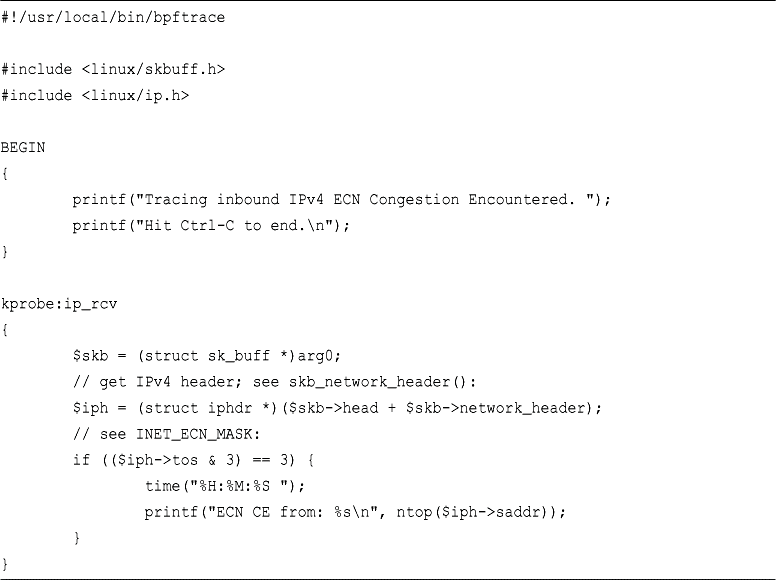 #!/usr/local/bin/bpftrace

#include <linux/skbuff.h>
#include <linux/ip.h>

BEGIN
{
        printf("Tracing inbound IPv4 ECN Congestion Encountered. ");
        printf("Hit Ctrl-C to end.\n");
}

kprobe:ip_rcv
{
        $skb = (struct sk_buff *)arg0;
        // get IPv4 header; see skb_network_header():
        $iph = (struct iphdr *)($skb->head + $skb->network_header);
        // see INET_ECN_MASK:
        if (($iph->tos & 3) == 3) {
                time("%H:%M:%S ");
                printf("ECN CE from: %s\n", ntop($iph->saddr));
        }
}